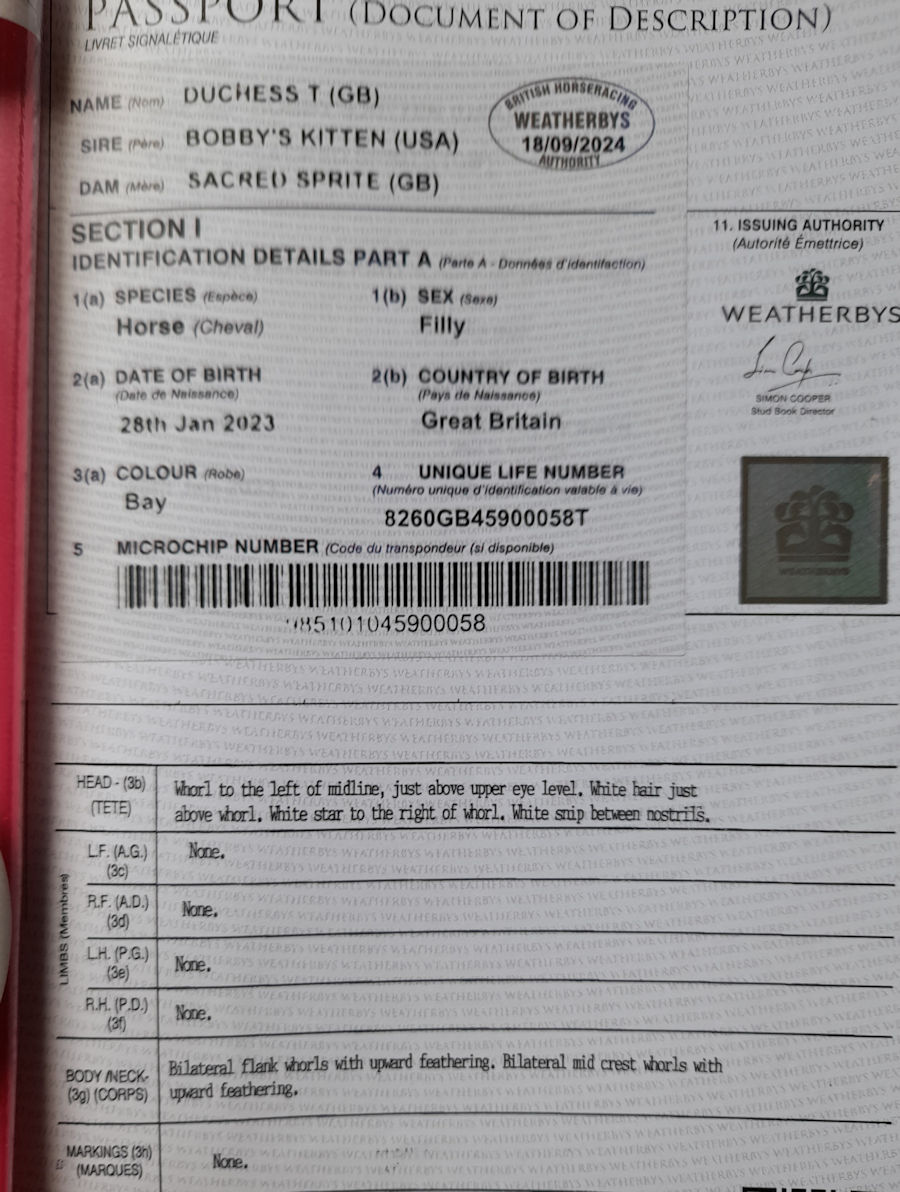 PASSPORT (DOCUMENT OF DESCRIPTION)
LIVRET SIGNALÉTIQUE
NAME (Nom) DUCHESS T (GB)
SIRE (Père) BOBBY'S KITTEN (USA)
DAM (Mère) SACRED SPRITE (GB)
BRITISH HORSERACING
WEATHERBYS
18/09/2024
AUTHORITY
SECTION I
IDENTIFICATION DETAILS PART A (Parte A - Données d'identifaction)
1(a) SPECIES (Espèce)
Horse (Cheval)
1(b) SEX (Sexe)
Filly
2(a) DATE OF BIRTH
(Date de Naissance)
28th Jan 2023
2(b) COUNTRY OF BIRTH
(Pays de Naissance)
Great Britain
3(a) COLOUR (Robe)
Bay
4 UNIQUE LIFE NUMBER
(Numéro unique d'identification valable à vie)
8260GB45900058T
5 MICROCHIP NUMBER (Code du transpondeur (si disponible)
985101045900058
11. ISSUING AUTHORITY
(Autorité Émettrice)
WEATHERBYS
SIMON COOPER
Stud Book Director
WEATHERBYS
LIMBS (Membres)
HEAD - (3b)
(TETE)
Whorl to the left of midline, just above upper eye level. White hair just
above whorl. White star to the right of whorl. White snip between nostrils.
L.F. (A.G.)
(3c)
None.
R.F. (A.D.)
(3d)
None.
L.H. (P.G.)
(3e)
None.
R.H. (P.D.)
(3f)
None.
BODY /NECK-
(3g) (CORPS)
Bilateral flank whorls with upward feathering. Bilateral mid crest whorls with
upward feathering.
MARKINGS (3h)
(MARQUES)
None.